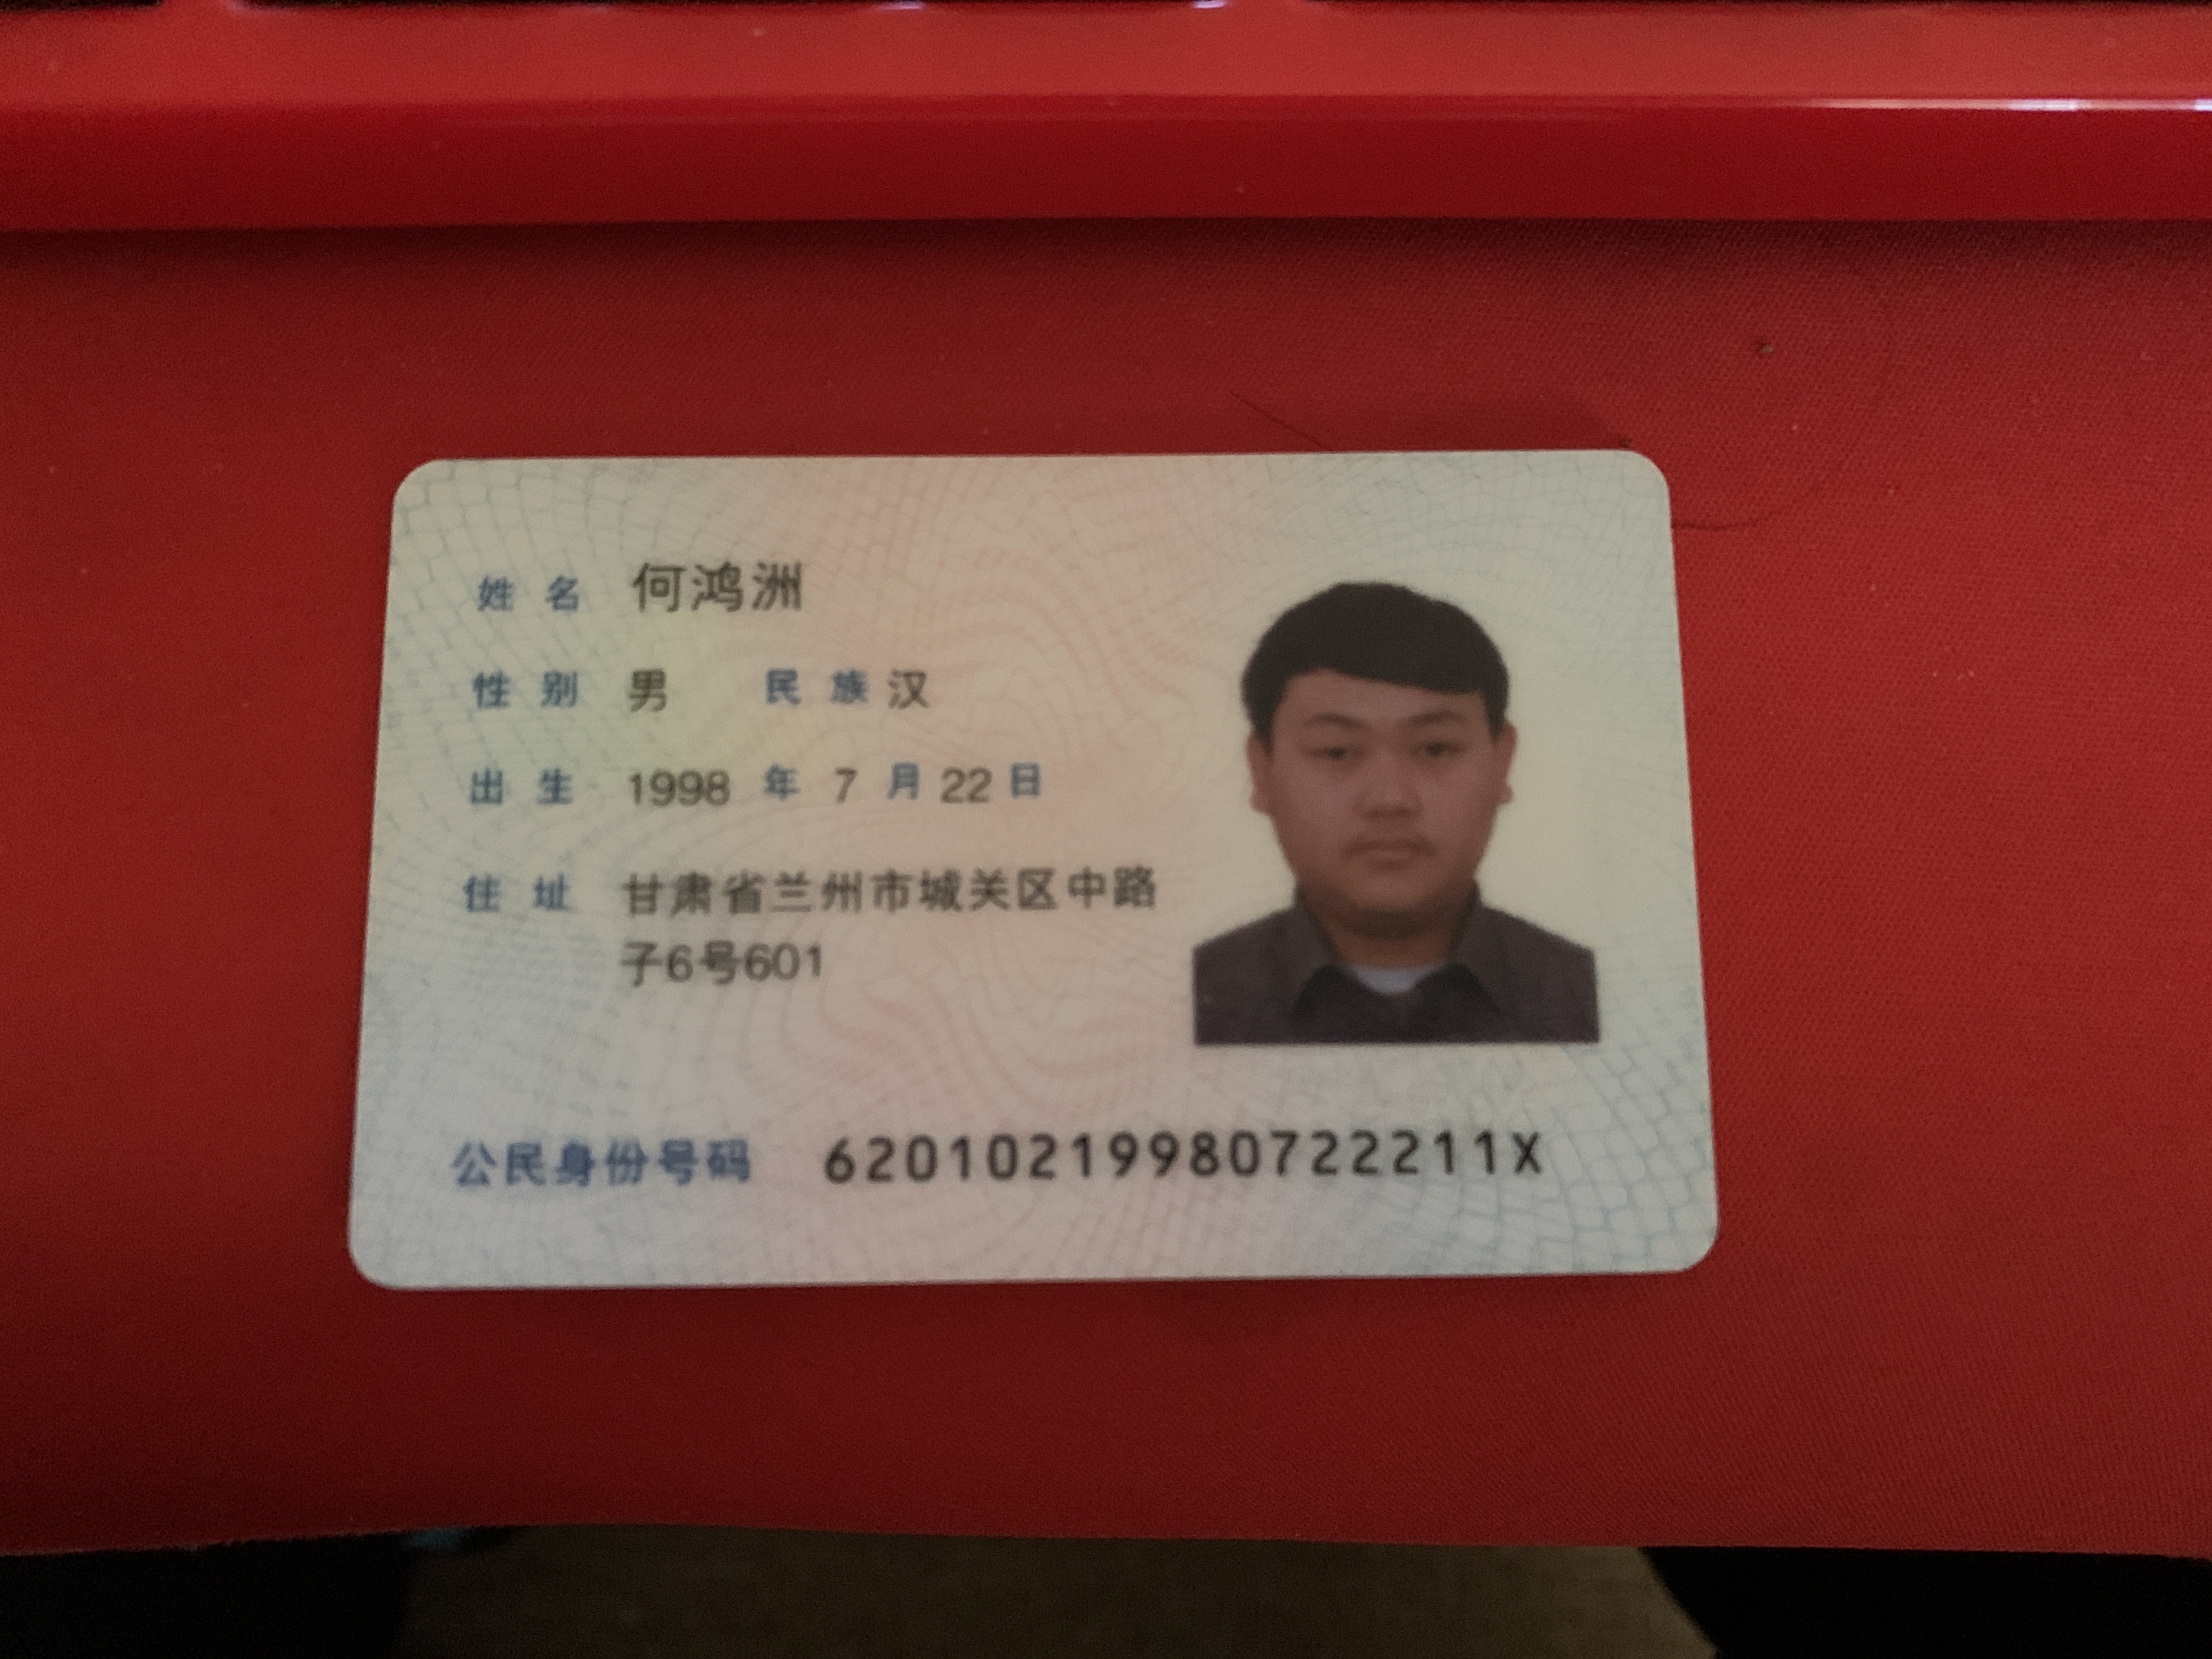 姓名 何鸿洲
性别 男 民族 汉
出生 1998 年 7 月 22 日
住址 甘肃省兰州市城关区中路
子6号601
公民身份号码 62010219980722211X